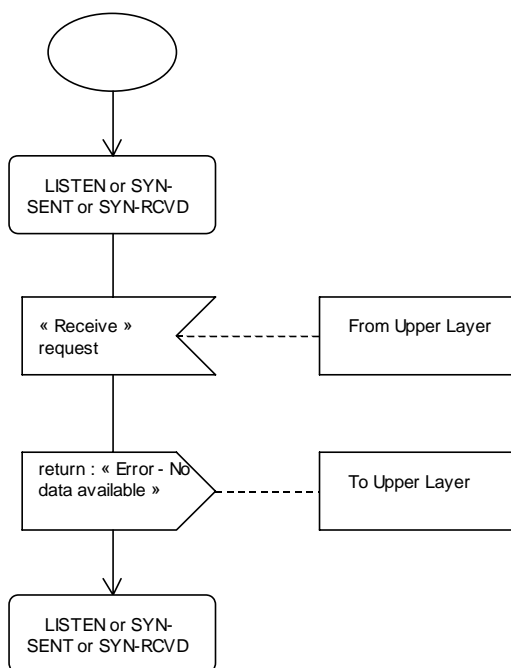 LISTEN or SYN-
SENT or SYN-RCVD
« Receive »
request
From Upper Layer
return : « Error - No
data available »
To Upper Layer
LISTEN or SYN-
SENT or SYN-RCVD